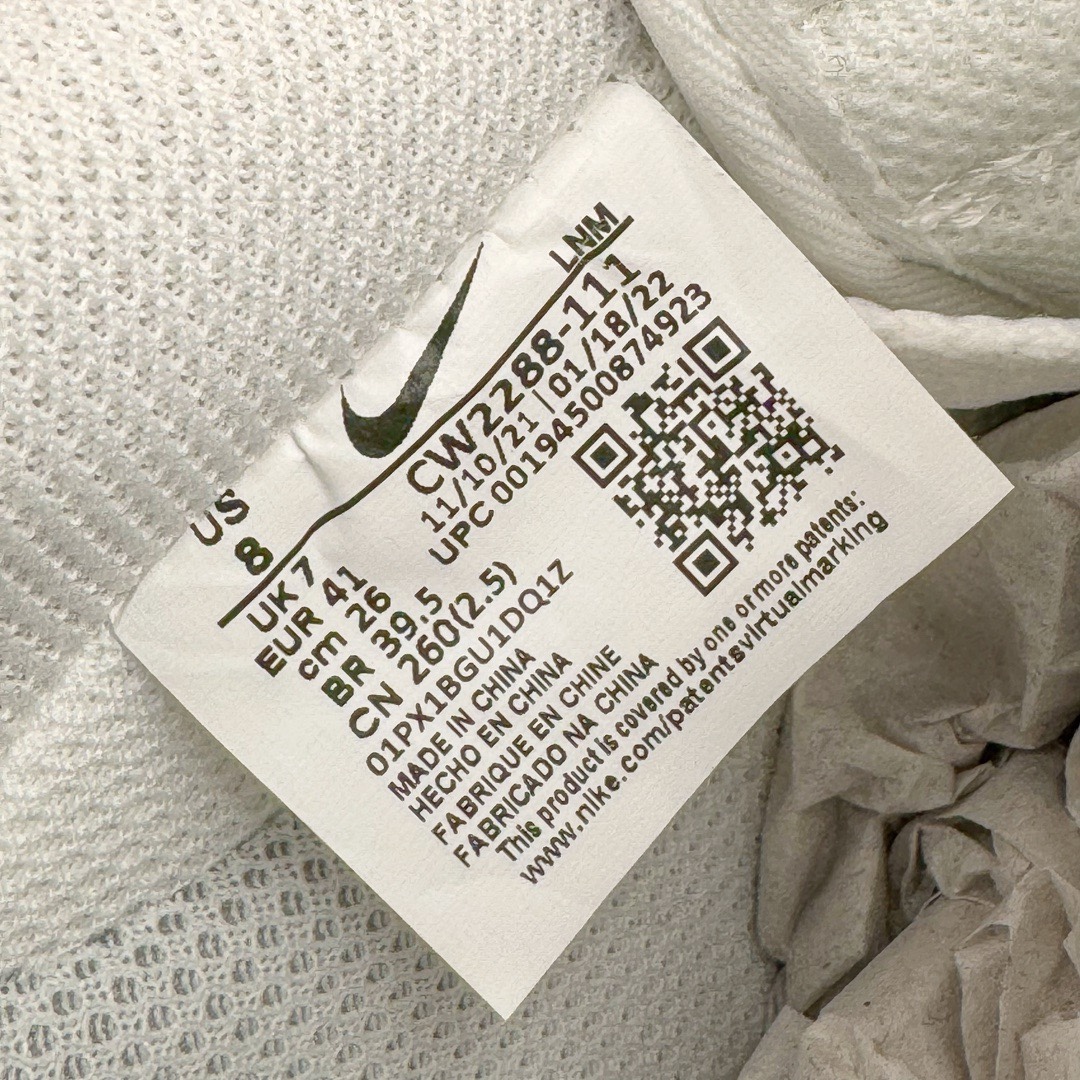 LNM
US
8
CW2288-111
11/10/21 | 01/18/22
UPC 00194500874923
UK 7
EUR 41
cm 26
BR 39.5
CN 260(2.5)
01PX1BGU1DQ1Z
MADE IN CHINA
HECHO EN CHINA
FABRIQUE EN CHINE
FABRICADO NA CHINA
This product is covered by one or more patents:
www.nike.com/patentsvirtualmarking